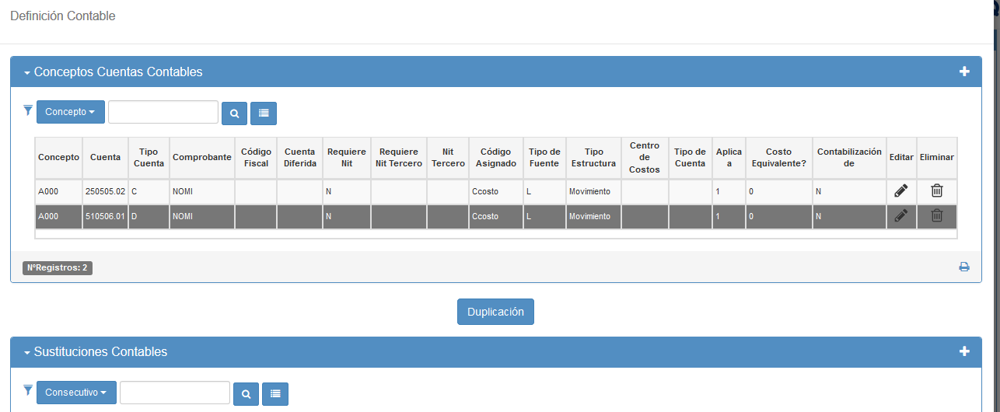 Definición Contable
Conceptos Cuentas Contables
Concepto
Concepto Cuenta Tipo Cuenta Comprobante Código Fiscal Cuenta Diferida Requiere Nit Requiere Nit Tercero Nit Tercero Código Asignado Tipo de Fuente Tipo Estructura Centro de Costos Tipo de Cuenta Aplica a Costo Equivalente? Contabilización de Editar Eliminar
A000 250505.02 C NOMI N Ccosto L Movimiento 1 0 N
A000 510506.01 D NOMI N Ccosto L Movimiento 1 0 N
NºRegistros: 2
Duplicación
Sustituciones Contables
Consecutivo